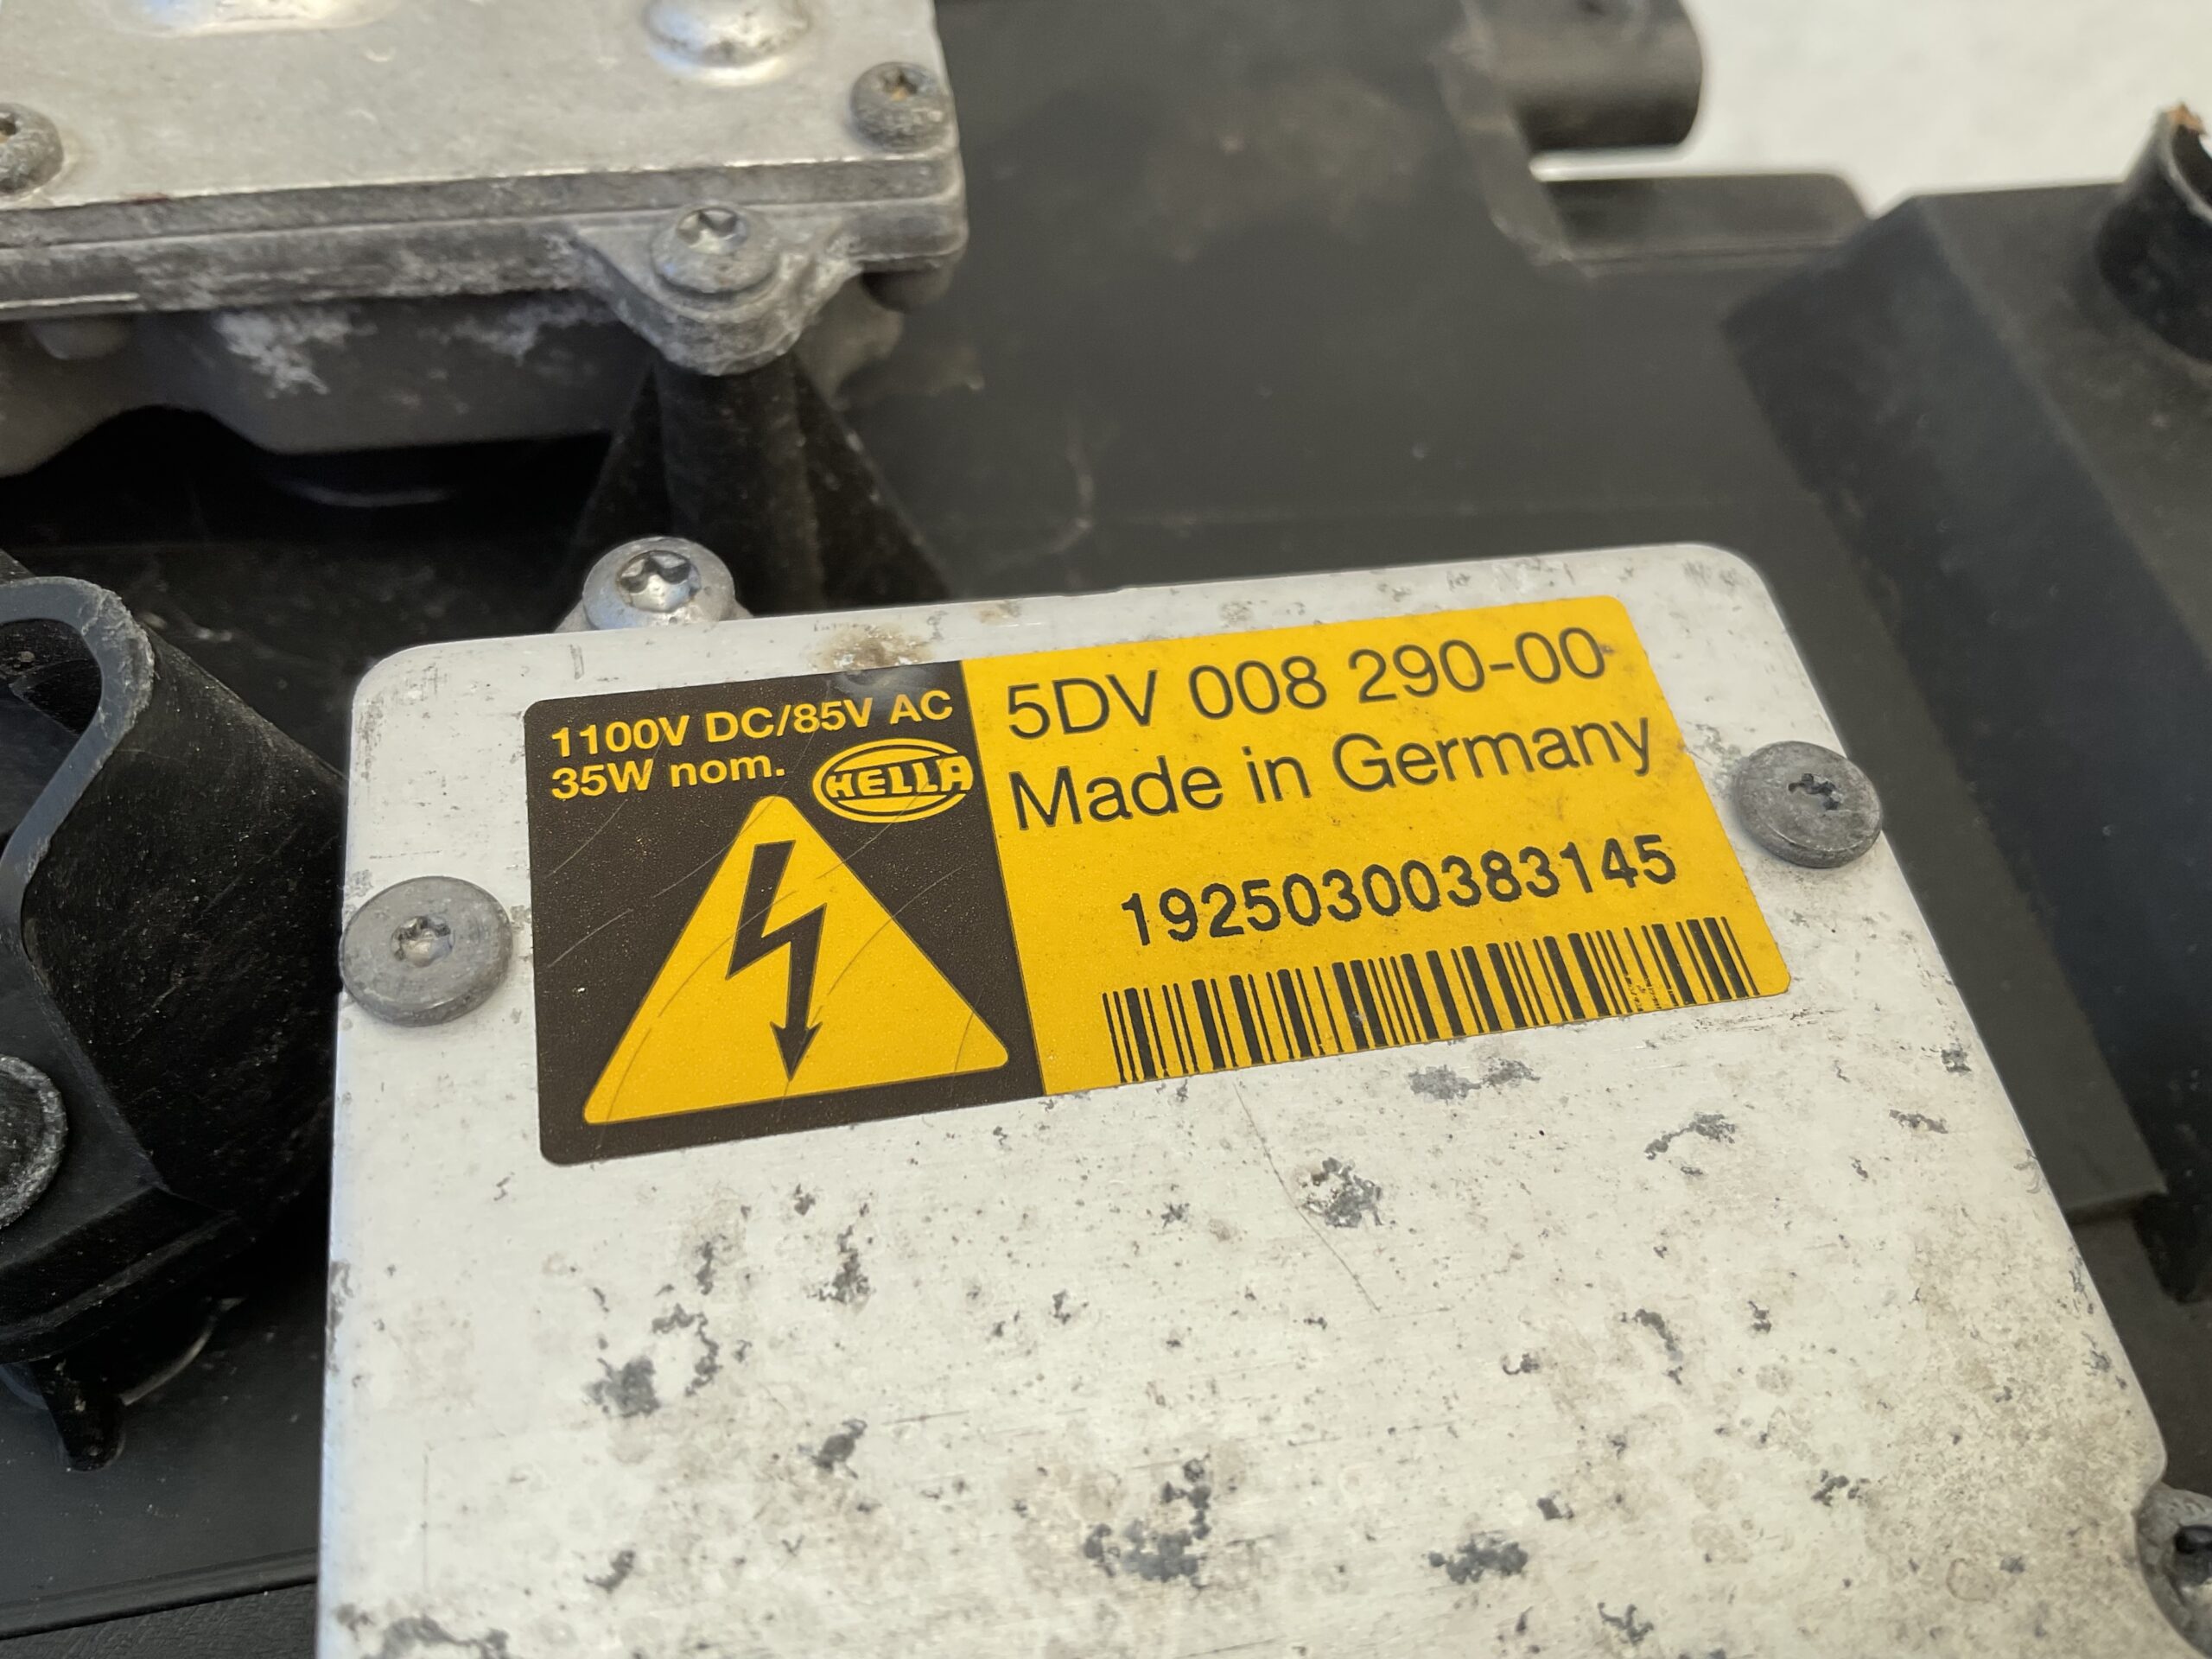 1100V DC/85V AC
35W nom.
HELLA
5DV 008 290-00
Made in Germany
19250300383145